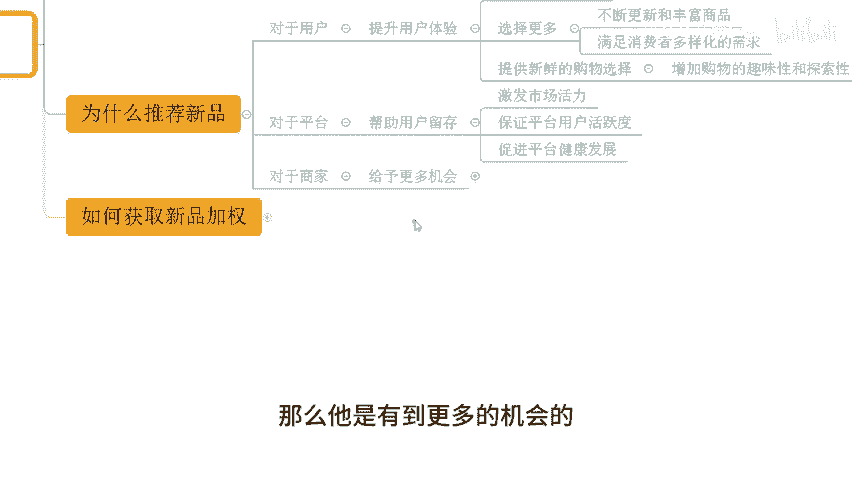 不断更新和丰富商品
对于用户 提升用户体验 选择更多
满足消费者多样化的需求
提供新鲜的购物选择 增加购物的趣味性和探索性
激发市场活力
为什么推荐新品
对于平台 帮助用户留存 保证平台用户活跃度
促进平台健康发展
对于商家 给予更多机会
如何获取新品加权
那么他是有到更多的机会的